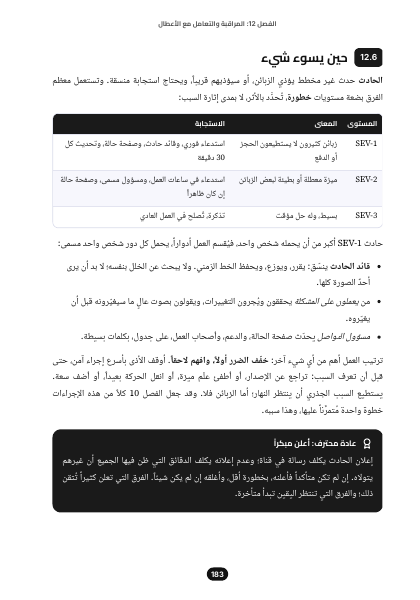 الفصل 12: المراقبة والتعامل مع الأعطال
12.6 حين يسوء شيء
الحادث حدث غير مخطط يؤذي الزبائن، أو سيؤذيهم قريباً، ويحتاج استجابة منسقة. وتستعمل معظم
الفرق بضعة مستويات خطورة، تُحدَّد بالأثر، لا بمدى إثارة السبب:
المستوى المعنى الاستجابة
SEV-1 زبائن كثيرون لا يستطيعون الحجز استدعاء فوري، وقائد حادث، وصفحة حالة، وتحديث كل
أو الدفع 30 دقيقة
SEV-2 ميزة معطلة أو بطيئة لبعض الزبائن استدعاء في ساعات العمل، ومسؤول مسمى، وصفحة حالة
إن كان ظاهراً
SEV-3 بسيط، وله حل مؤقت تذكرة، وتُصلح في العمل العادي
حادث SEV-1 أكبر من أن يحمله شخص واحد، فيُقسم العمل أدواراً، يحمل كل دور شخص واحد مسمى:
• قائد الحادث ينسّق: يقرر، ويوزع، ويحفظ الخط الزمني. ولا يبحث عن الخلل بنفسه؛ لا بد أن يرى
أحدٌ الصورة كلها.
• من يعملون على المشكلة يحققون ويُجرون التغييرات، ويقولون بصوت عالٍ ما سيغيّرونه قبل أن
يغيّروه.
• مسؤول التواصل يحدّث صفحة الحالة، والدعم، وأصحاب العمل، على جدول، بكلمات بسيطة.
ترتيب العمل أهم من أي شيء آخر: خفّف الضرر أولاً، وافهم لاحقاً. أوقف الأذى بأسرع إجراء آمن، حتى
قبل أن تعرف السبب: تراجع عن الإصدار، أو أطفئ علَم ميزة، أو انقل الحركة بعيداً، أو أضف سعة.
يستطيع السبب الجذري أن ينتظر النهار؛ أما الزبائن فلا. وقد جعل الفصل 10 كلاً من هذه الإجراءات
خطوة واحدة مُتمرَّناً عليها، وهذا سببه.
عادة محترف: أعلن مبكراً
إعلان الحادث يكلف رسالة في قناة؛ وعدم إعلانه يكلف الدقائق التي ظن فيها الجميع أن غيرهم
يتولاه. إن لم تكن متأكداً فأعلنه، بخطورة أقل، وأغلقه إن لم يكن شيئاً. الفرق التي تعلن كثيراً تُتقن
ذلك؛ والفرق التي تنتظر اليقين تبدأ متأخرة.
183